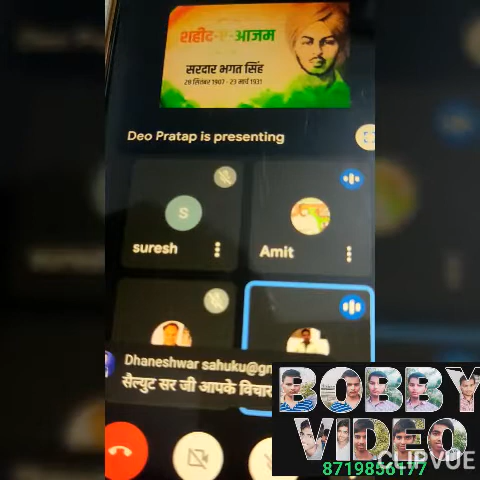 शहीद-ए-आजम
सरदार भगत सिंह
28 सितंबर 1907 - 23 मार्च 1931
Deo Pratap is presenting
S
suresh
Amit
Dhaneshwar sahuku@gm
सैल्युट सर जी आपके विचार
BOBBY
VIDEO
CLIPVUE
8719856177